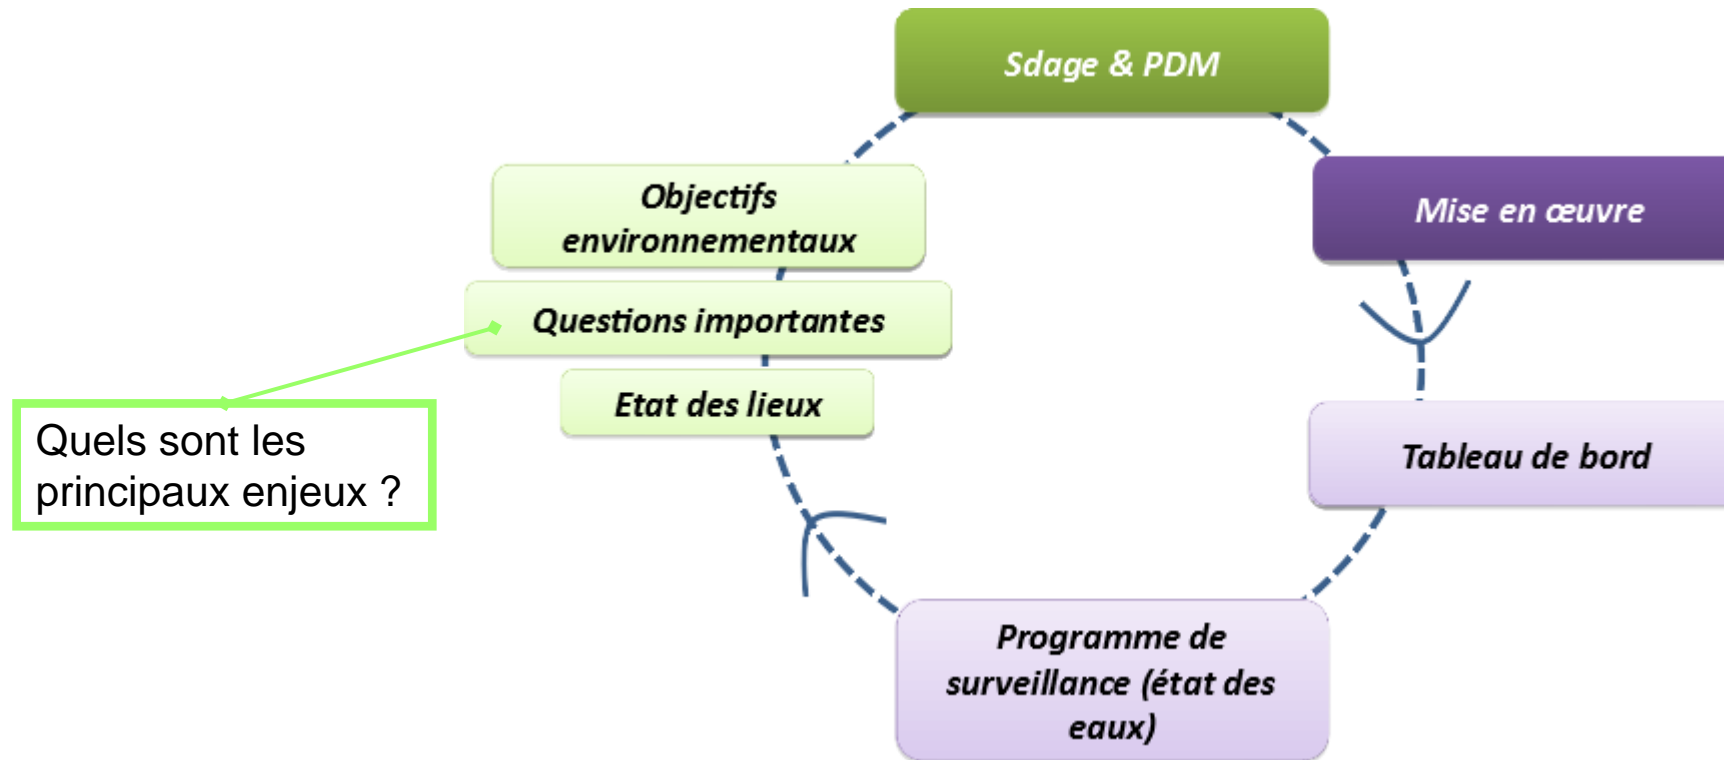 Sdage & PDM
Objectifs
environnementaux
Mise en œuvre
Questions importantes
Etat des lieux
Quels sont les
principaux enjeux ?
Tableau de bord
Programme de
surveillance (état des
eaux)